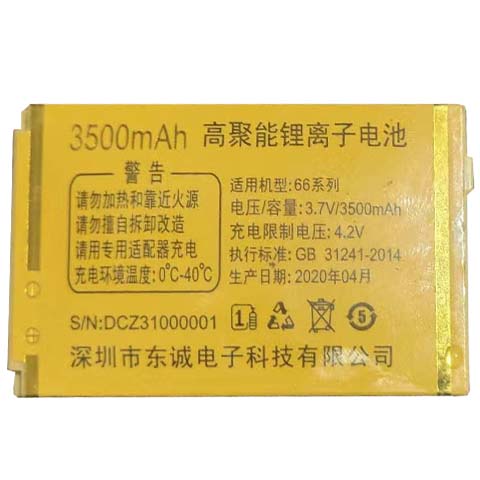 3500mAh 高聚能锂离子电池
警告
请勿加热和靠近火源
请勿擅自拆卸改造
请用专用适配器充电
充电环境温度:0℃-40℃
适用机型:66系列
电压/容量:3.7V/3500mAh
充电限制电压:4.2V
执行标准:GB 31241-2014
生产日期:2020年04月
S/N:DCZ31000001
1
5
深圳市东诚电子科技有限公司